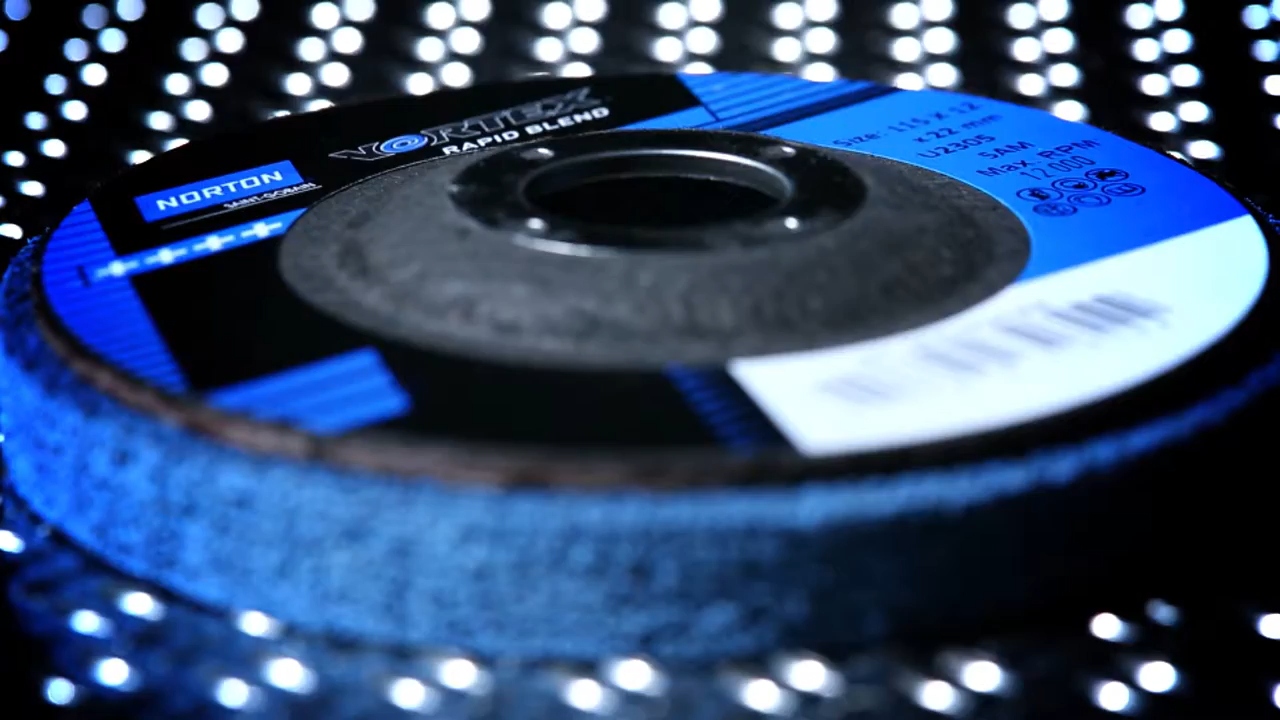 VORTEX
RAPID BLEND
NORTON
SAINT-GOBAIN
Size: 115 X 12
x 22 mm
U2305
5AM
Max. RPM
12000